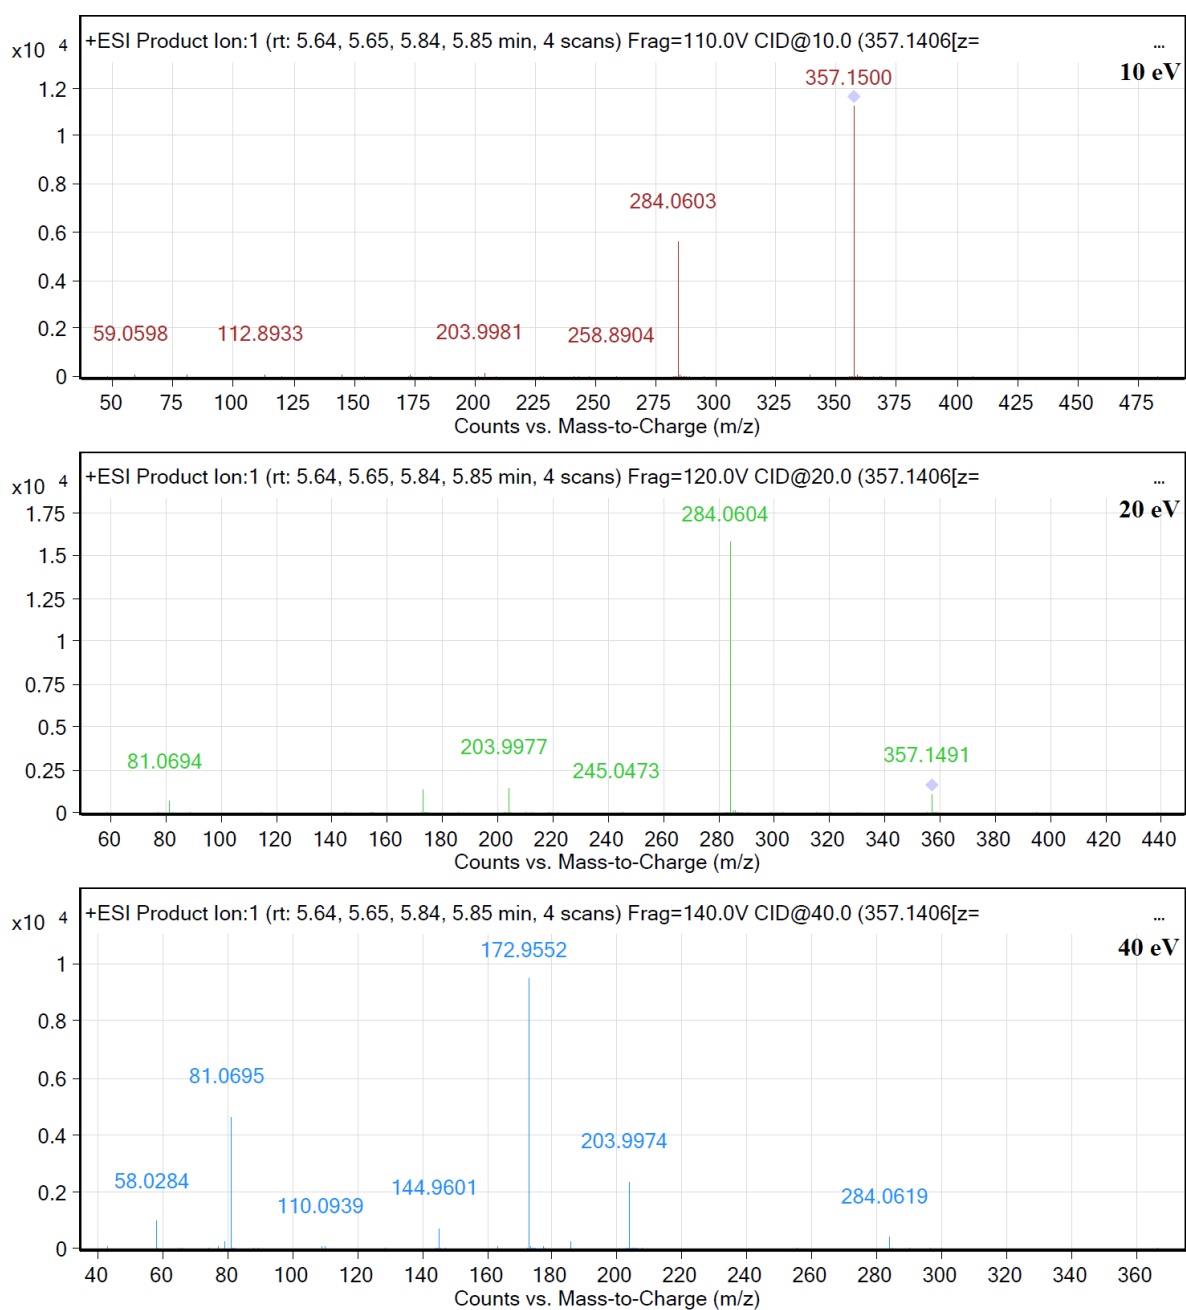 x10 4
+ESI Product Ion:1 (rt: 5.64, 5.65, 5.84, 5.85 min, 4 scans) Frag=110.0V CID@10.0 (357.1406[z= ...
10 eV
357.1500
1.2
1
0.8
284.0603
0.6
0.4
59.0598 112.8933 203.9981 258.8904
0.2
0
50 75 100 125 150 175 200 225 250 275 300 325 350 375 400 425 450 475
Counts vs. Mass-to-Charge (m/z)
x10 4
+ESI Product Ion:1 (rt: 5.64, 5.65, 5.84, 5.85 min, 4 scans) Frag=120.0V CID@20.0 (357.1406[z= ...
20 eV
284.0604
1.75
1.5
1.25
1
0.75
81.0694 203.9977 245.0473 357.1491
0.5
0.25
0
60 80 100 120 140 160 180 200 220 240 260 280 300 320 340 360 380 400 420 440
Counts vs. Mass-to-Charge (m/z)
x10 4
+ESI Product Ion:1 (rt: 5.64, 5.65, 5.84, 5.85 min, 4 scans) Frag=140.0V CID@40.0 (357.1406[z= ...
40 eV
172.9552
1
0.8
81.0695
0.6
0.4
203.9974
58.0284 110.0939 144.9601 284.0619
0.2
0
40 60 80 100 120 140 160 180 200 220 240 260 280 300 320 340 360
Counts vs. Mass-to-Charge (m/z)